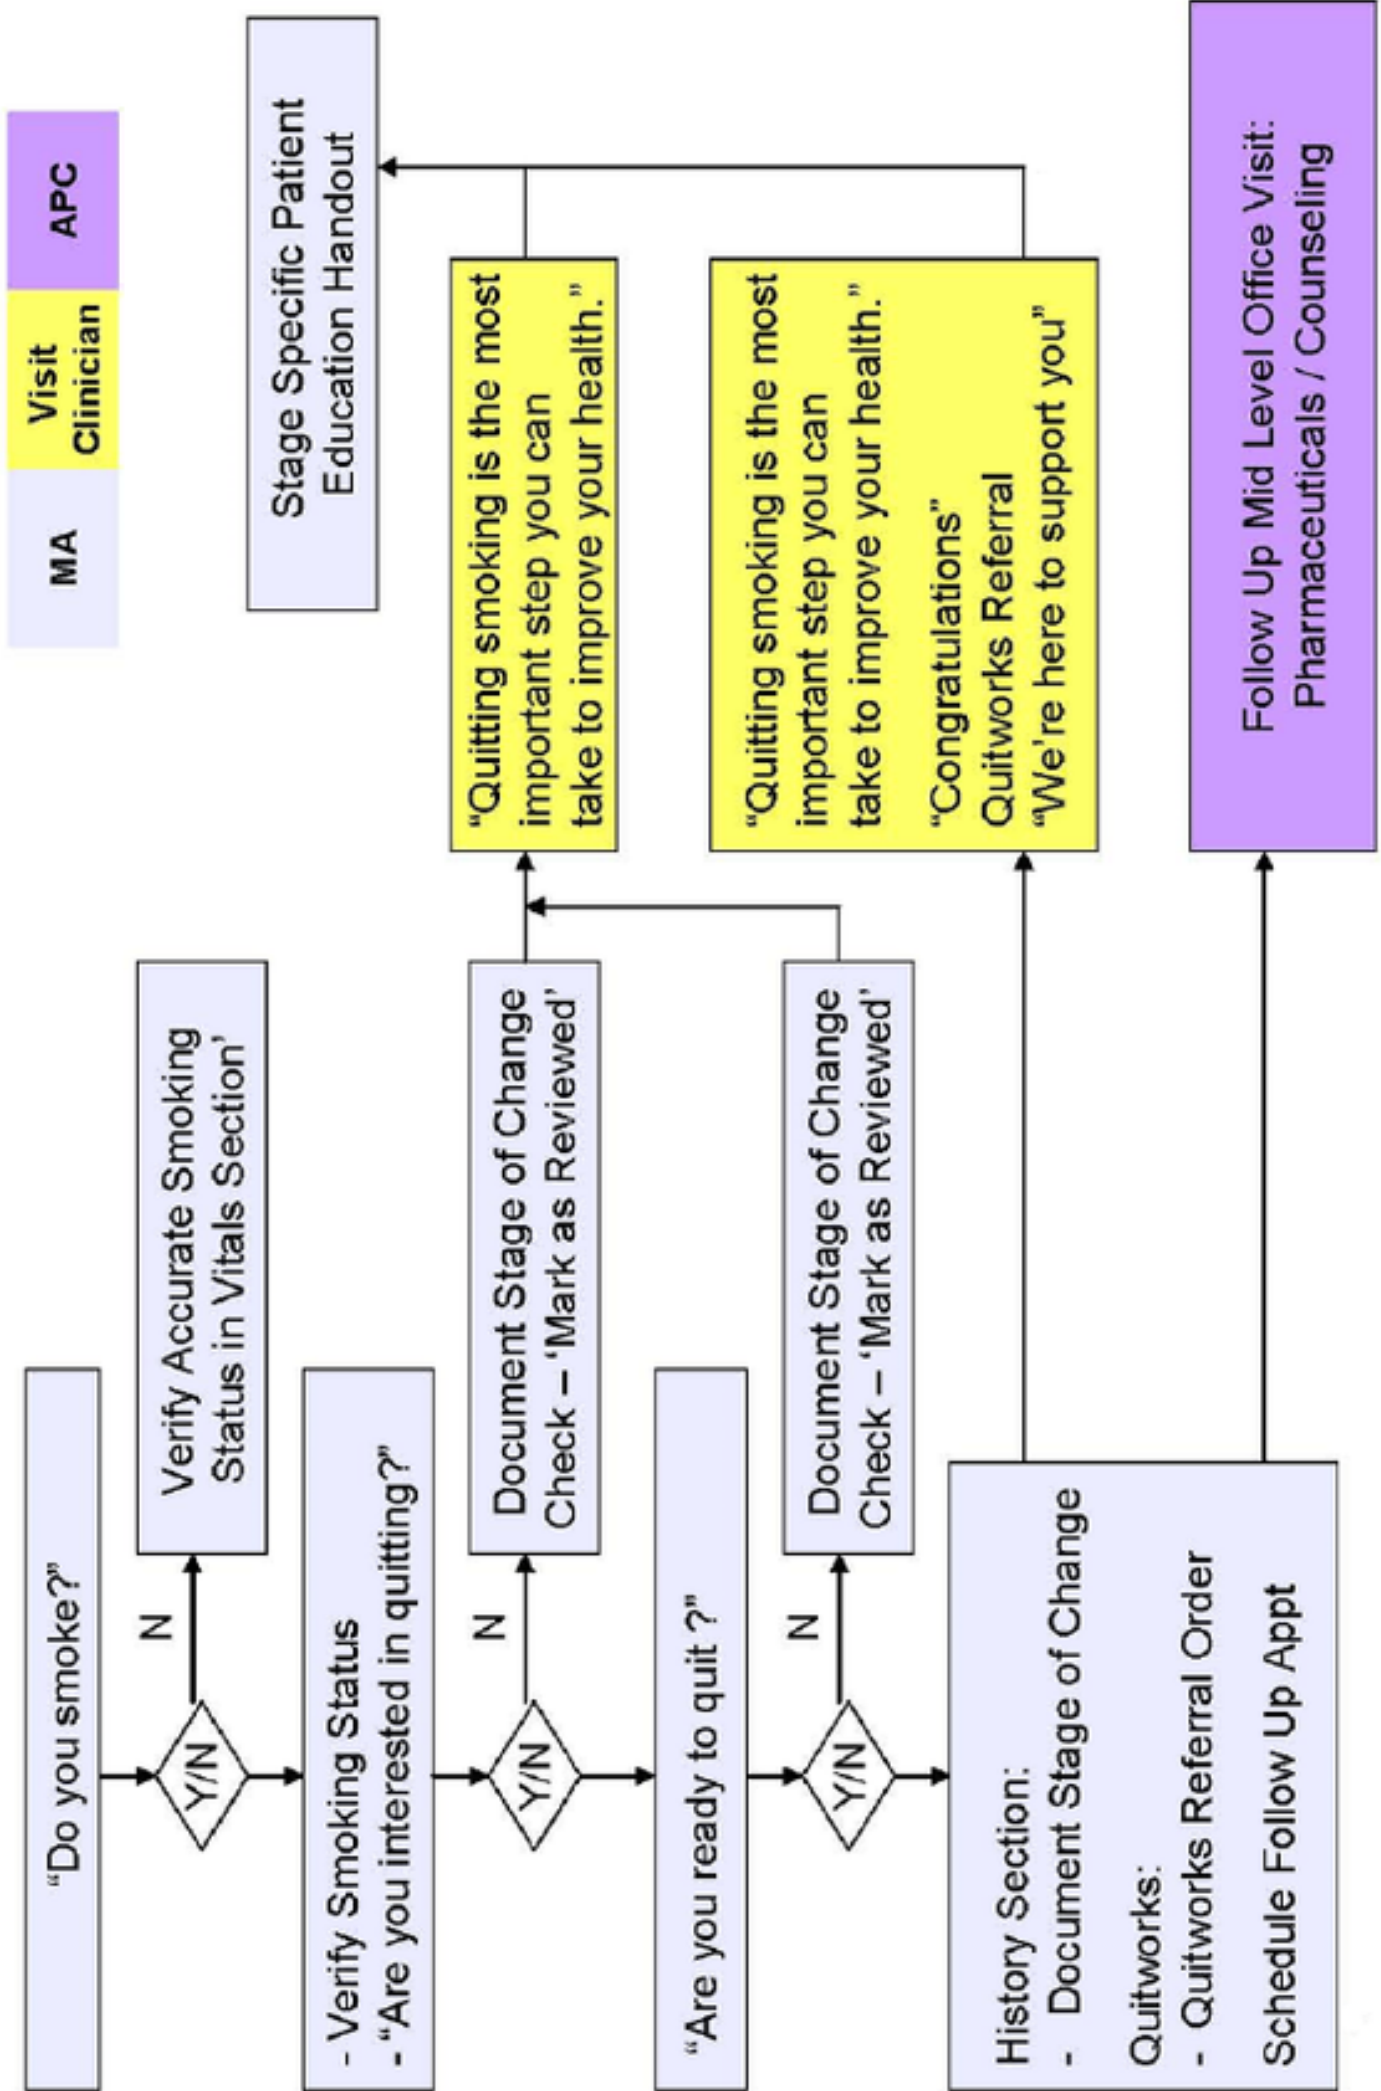 MA
Visit
Clinician
APC
“Do you smoke?”
Y/N
N
Verify Accurate Smoking
Status in Vitals Section’
- Verify Smoking Status
- “Are you interested in quitting?”
Y/N
N
Document Stage of Change
Check – ‘Mark as Reviewed’
“Quitting smoking is the most
important step you can
take to improve your health.”
Stage Specific Patient
Education Handout
“Are you ready to quit ?”
Y/N
N
Document Stage of Change
Check – ‘Mark as Reviewed’
History Section:
- Document Stage of Change
Quitworks:
- Quitworks Referral Order
Schedule Follow Up Appt
“Quitting smoking is the most
important step you can
take to improve your health.”
“Congratulations”
Quitworks Referral
“We’re here to support you”
Follow Up Mid Level Office Visit:
Pharmaceuticals / Counseling